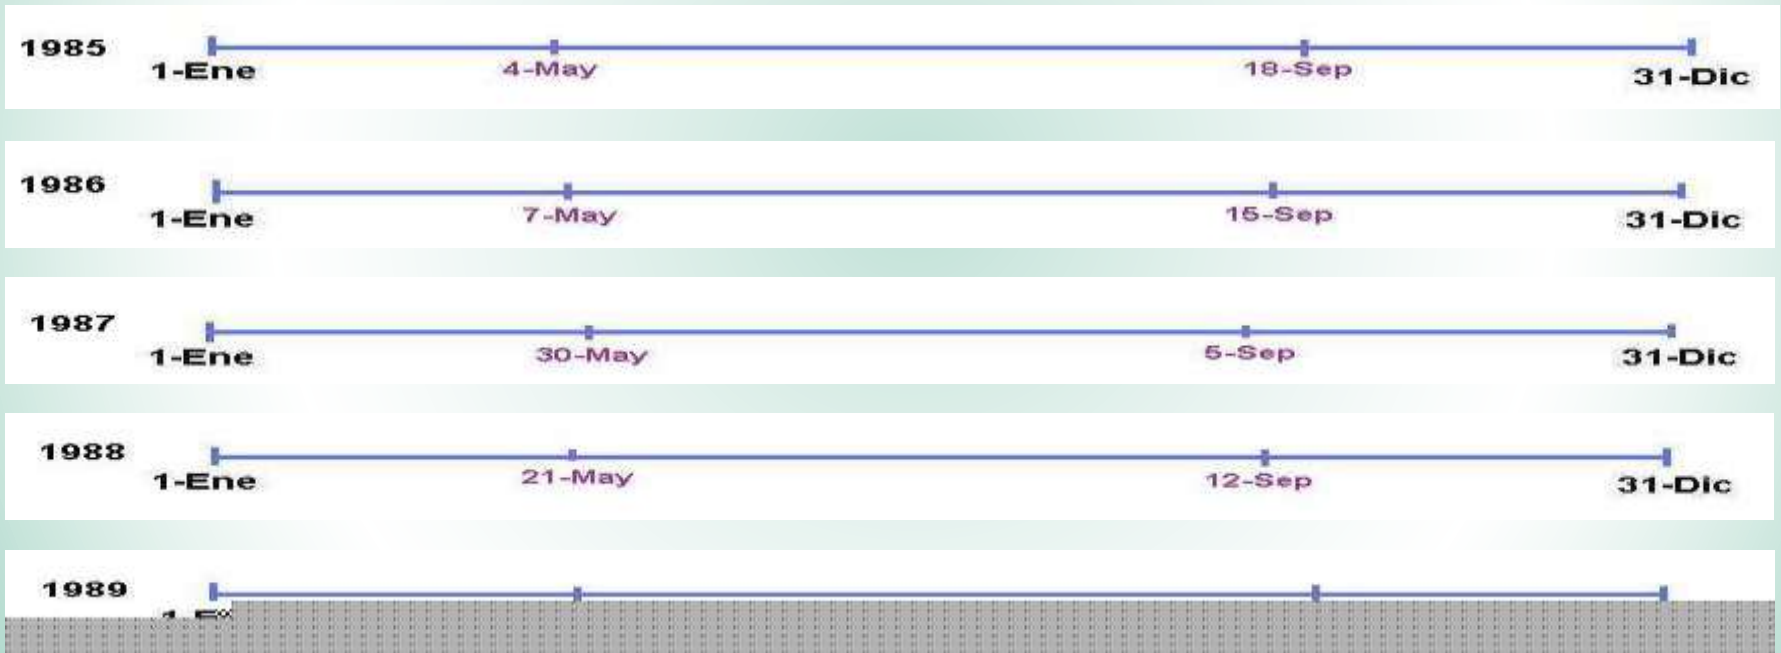 1985
1-Ene 4-May 18-Sep 31-Dic
1986
1-Ene 7-May 15-Sep 31-Dic
1987
1-Ene 30-May 5-Sep 31-Dic
1988
1-Ene 21-May 12-Sep 31-Dic
1989